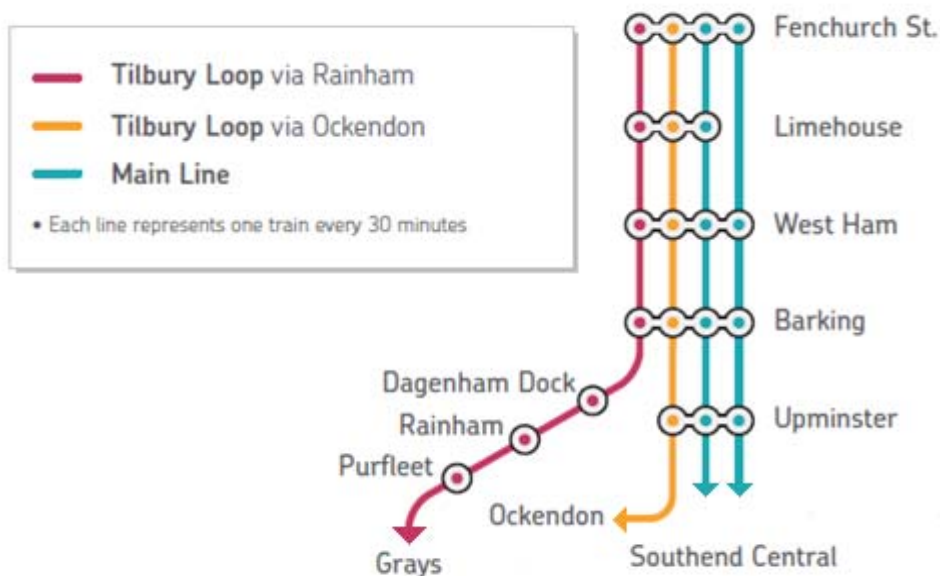 Tilbury Loop via Rainham
Tilbury Loop via Ockendon
Main Line
• Each line represents one train every 30 minutes
Fenchurch St.
Limehouse
West Ham
Barking
Dagenham Dock
Rainham
Purfleet
Upminster
Ockendon
Grays
Southend Central